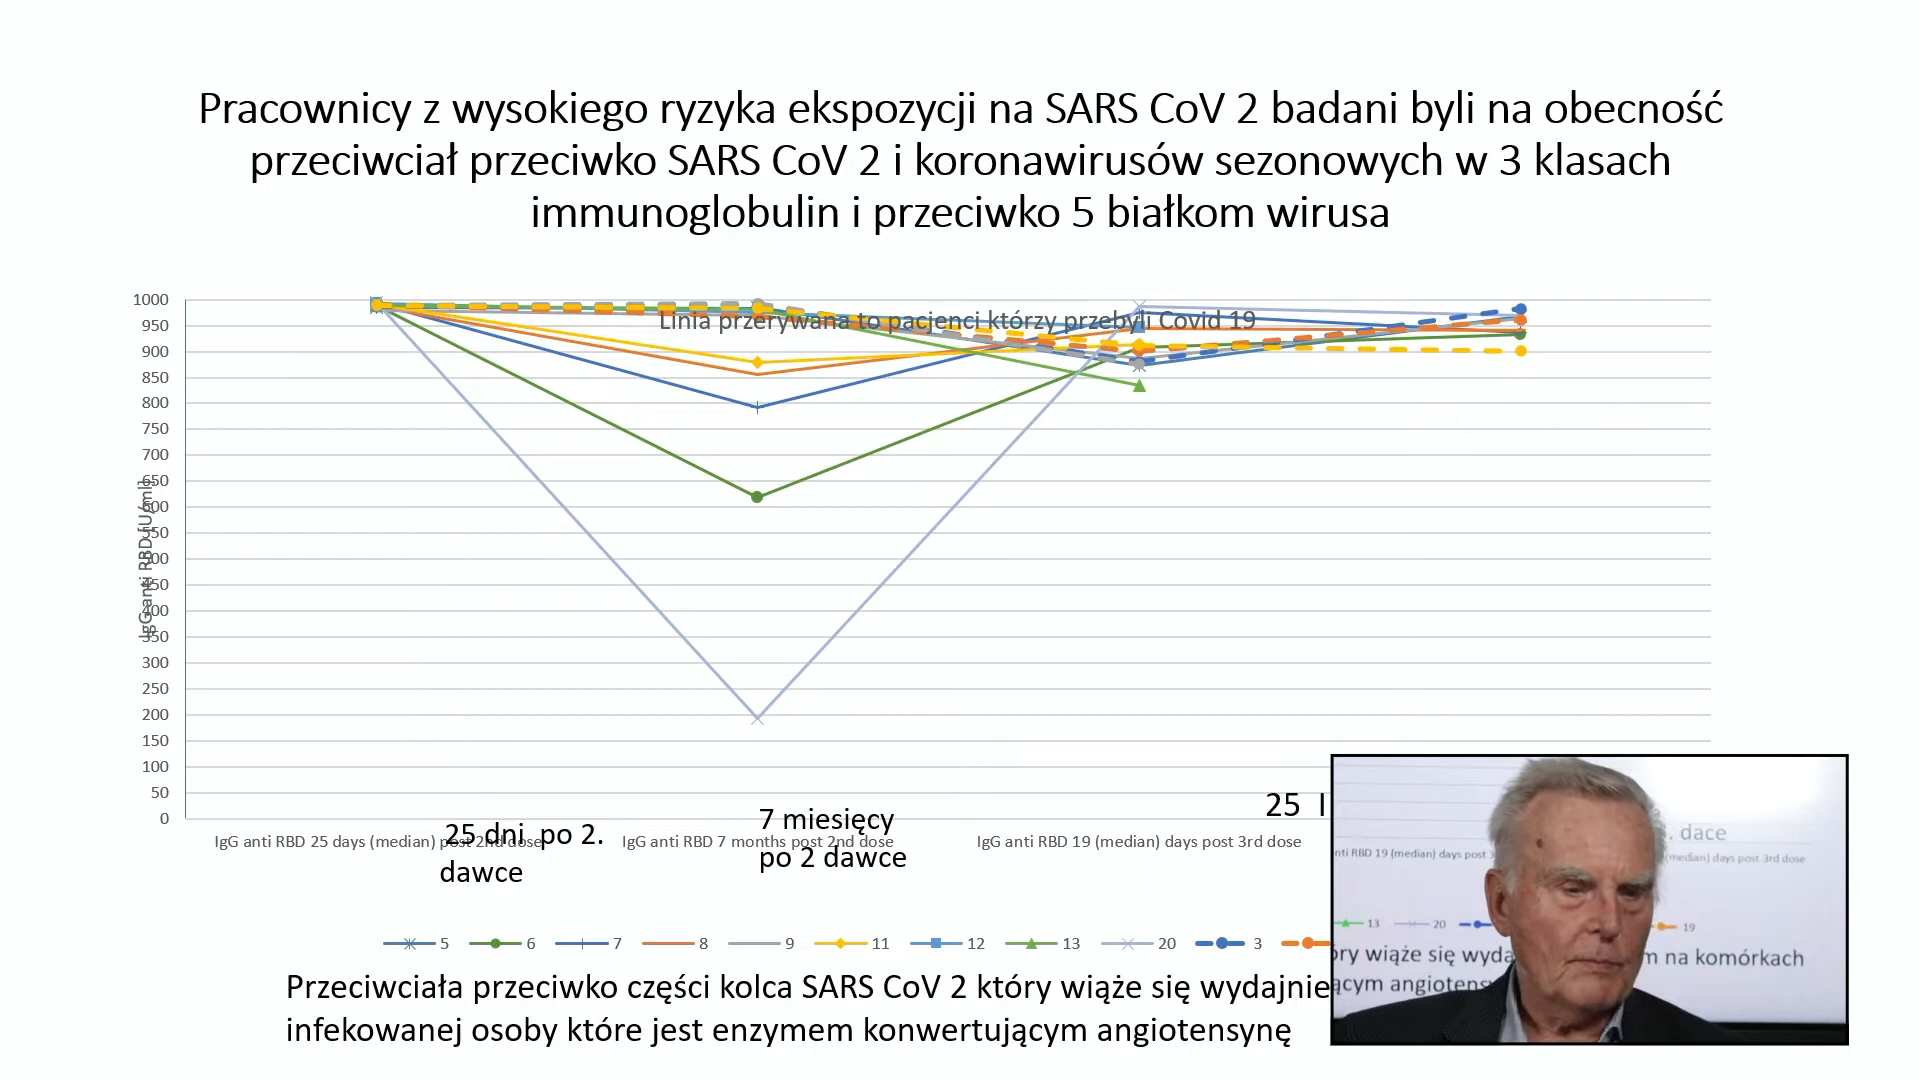 Pracownicy z wysokiego ryzyka ekspozycji na SARS CoV 2 badani byli na obecność
przeciwciał przeciwko SARS CoV 2 i koronawirusów sezonowych w 3 klasach
immunoglobulin i przeciwko 5 białkom wirusa
Linia przerywana to pacjenci którzy przebyli Covid 19
IgG anti RBD [IU/ml]
1000
950
900
850
800
750
700
650
600
550
500
450
400
350
300
250
200
150
100
50
0
IgG anti RBD 25 days (median) post 2nd dose
IgG anti RBD 7 months post 2nd dose
IgG anti RBD 19 (median) days post 3rd dose
25 dni po 2.
dawce
7 miesięcy
po 2 dawce
25
5 6 7 8 9 11 12 13 20 3
Przeciwciała przeciwko części kolca SARS CoV 2 który wiąże się wydajnie
infekowanej osoby które jest enzymem konwertującym angiotensynę
. dace
nti RBD 19 (median) days post 3
(median) days post 3rd dose
13 20 19
óry wiąże się wyda m na komórkach
ącym angiotens